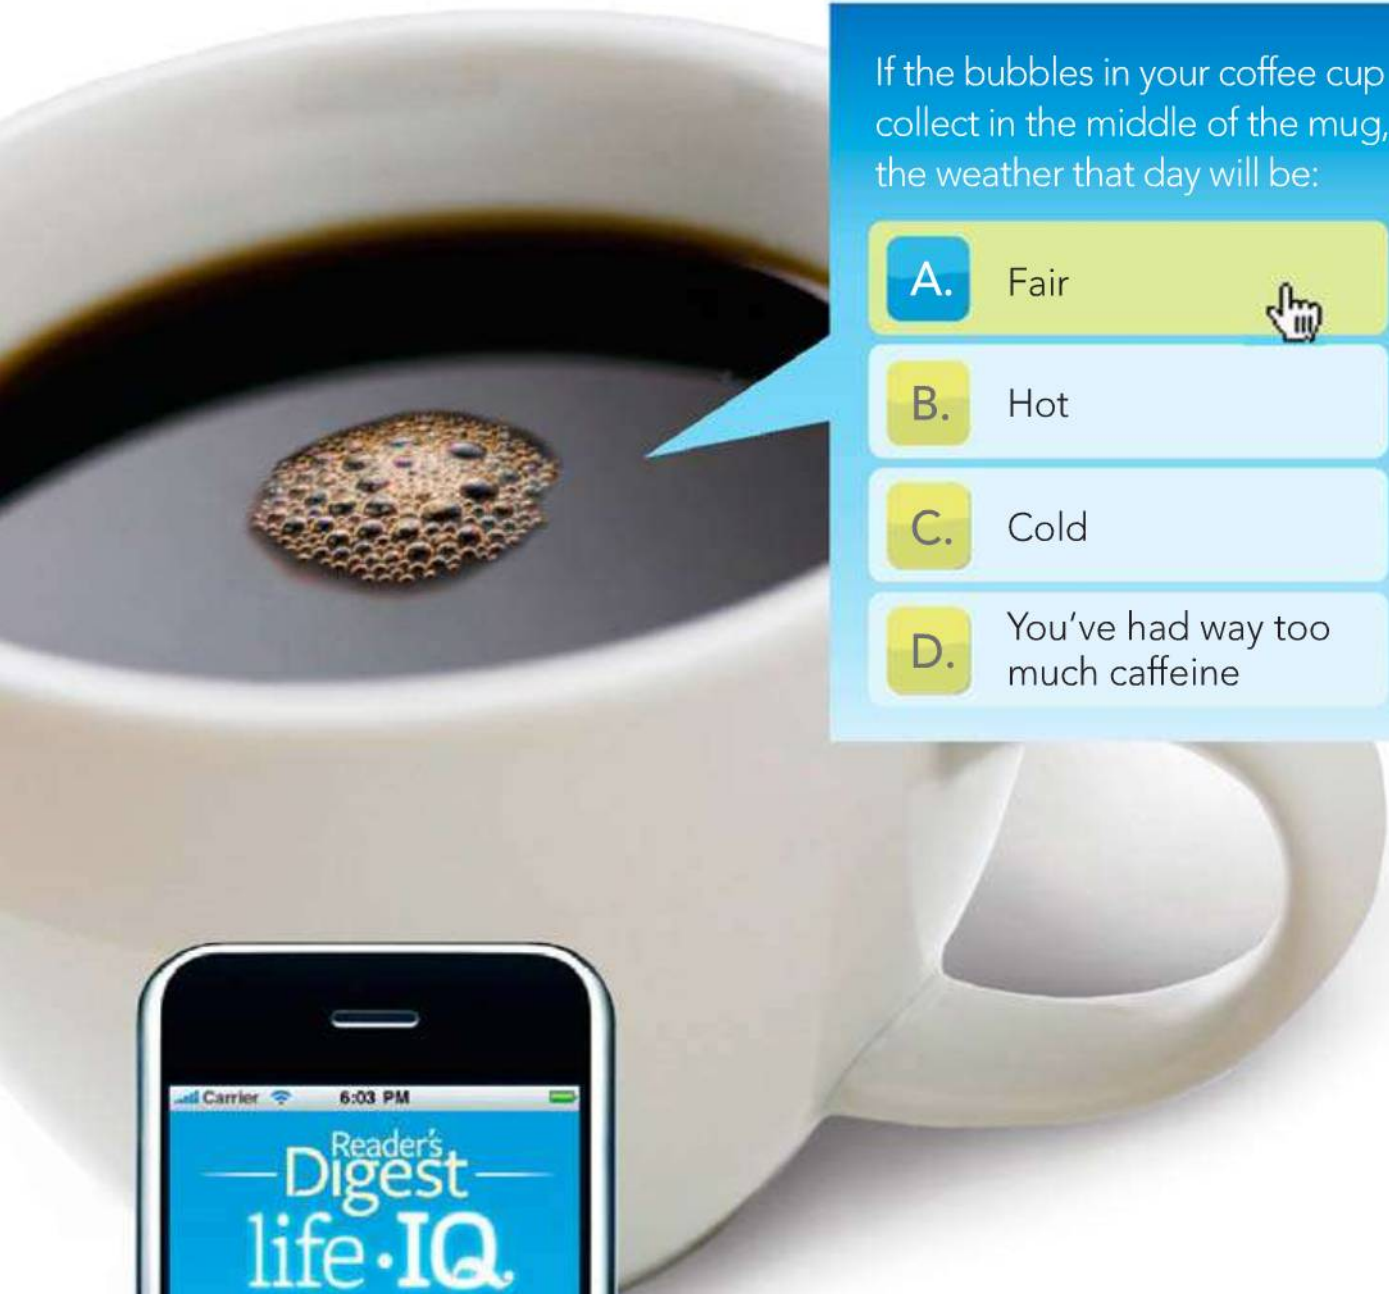 If the bubbles in your coffee cup
collect in the middle of the mug,
the weather that day will be:
A. Fair
B. Hot
C. Cold
D. You've had way too
much caffeine
Carrier 6:03 PM
Reader's
Digest
life·IQ